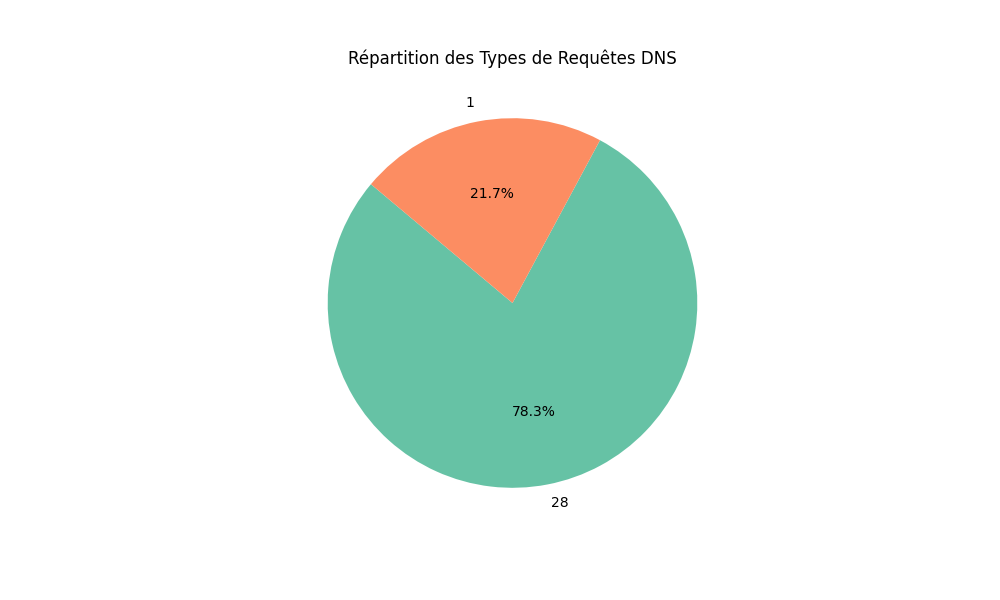 Répartition des Types de Requêtes DNS
1
21.7%
78.3%
28